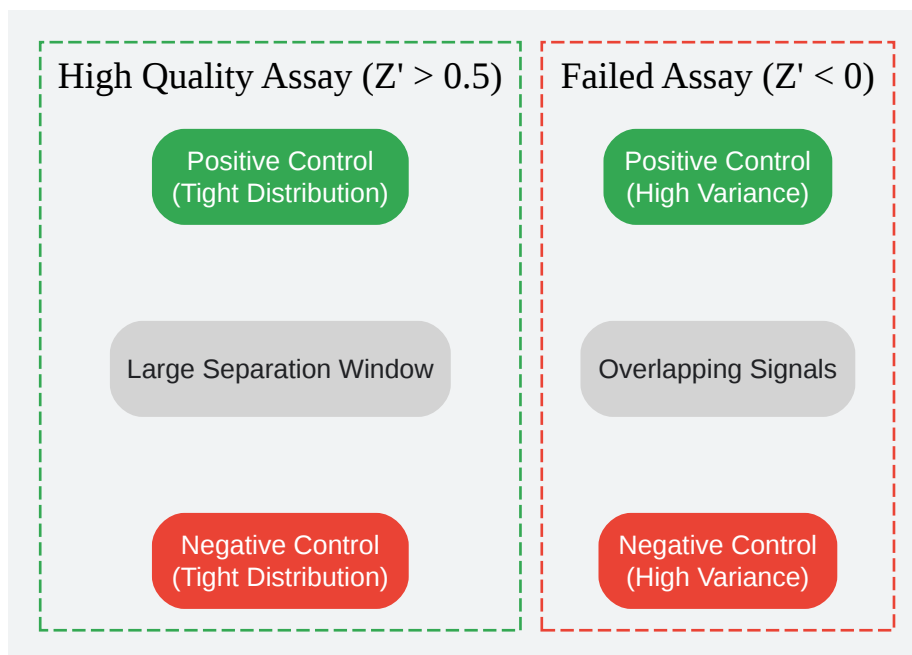 High Quality Assay (Z' > 0.5)
Positive Control
(Tight Distribution)
Large Separation Window
Negative Control
(Tight Distribution)
Failed Assay (Z' < 0)
Positive Control
(High Variance)
Overlapping Signals
Negative Control
(High Variance)